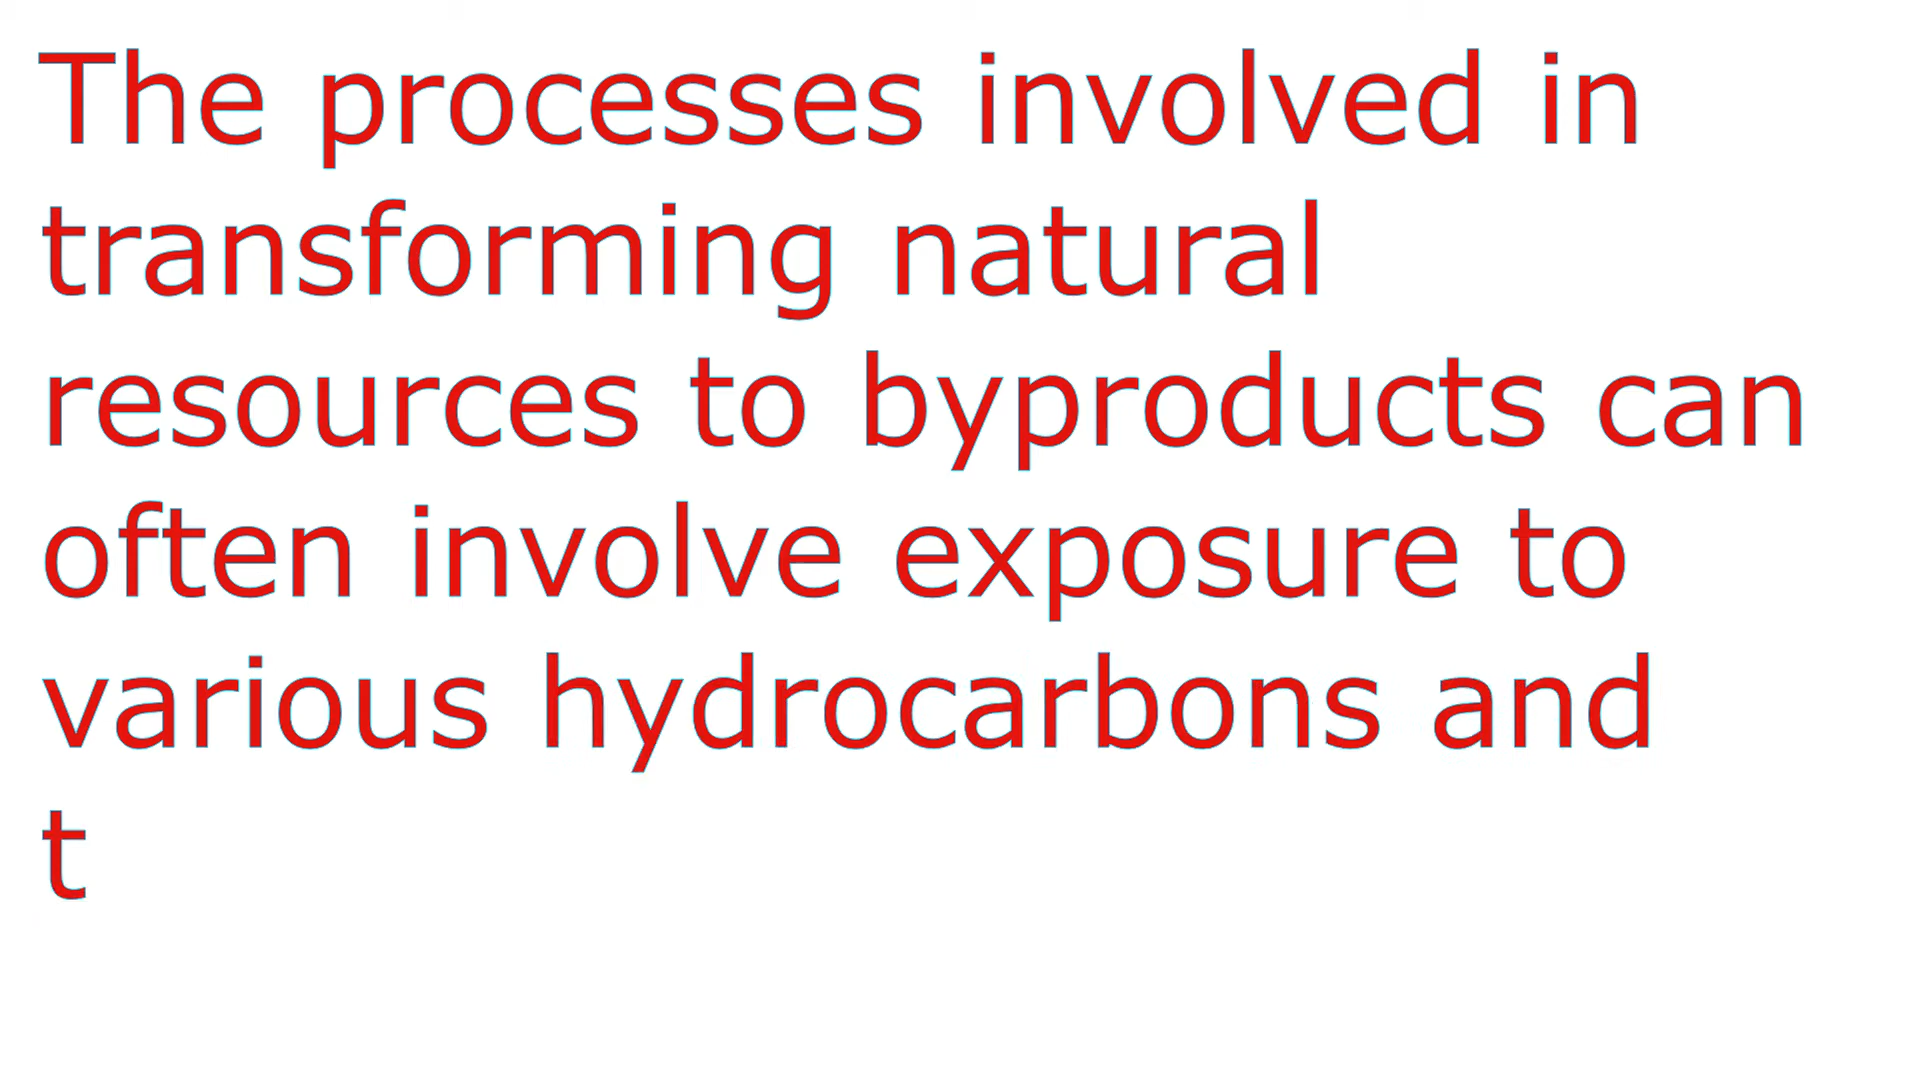 The processes involved in
transforming natural
resources to byproducts can
often involve exposure to
various hydrocarbons and
t